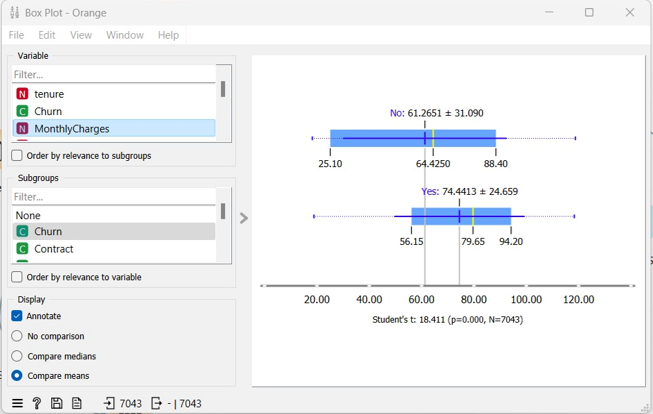 Box Plot - Orange
File Edit View Window Help
Variable
Filter...
N tenure
C Churn
N MonthlyCharges
Order by relevance to subgroups
Subgroups
Filter...
None
C Churn
C Contract
Order by relevance to variable
Display
Annotate
No comparison
Compare medians
Compare means
7043 - | 7043
No: 61.2651 ± 31.090
25.10 64.4250 88.40
Yes: 74.4413 ± 24.659
56.15 79.65 94.20
20.00 40.00 60.00 80.00 100.00 120.00
Student's t: 18.411 (p=0.000, N=7043)